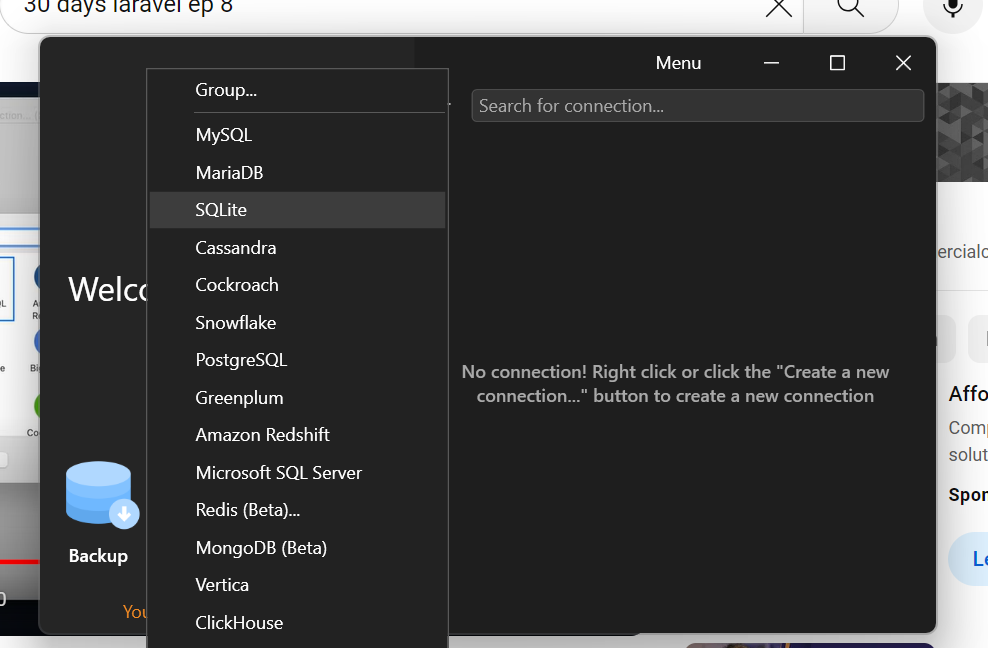 30 days laravel ep 8
Menu
Search for connection...
Group...
MySQL
MariaDB
SQLite
Cassandra
Cockroach
Snowflake
PostgreSQL
Greenplum
Amazon Redshift
Microsoft SQL Server
Redis (Beta)...
MongoDB (Beta)
Vertica
ClickHouse
Welco
Backup
You
No connection! Right click or click the "Create a new
connection..." button to create a new connection
ercialc
Affo
Comp
solut
Spon
Le